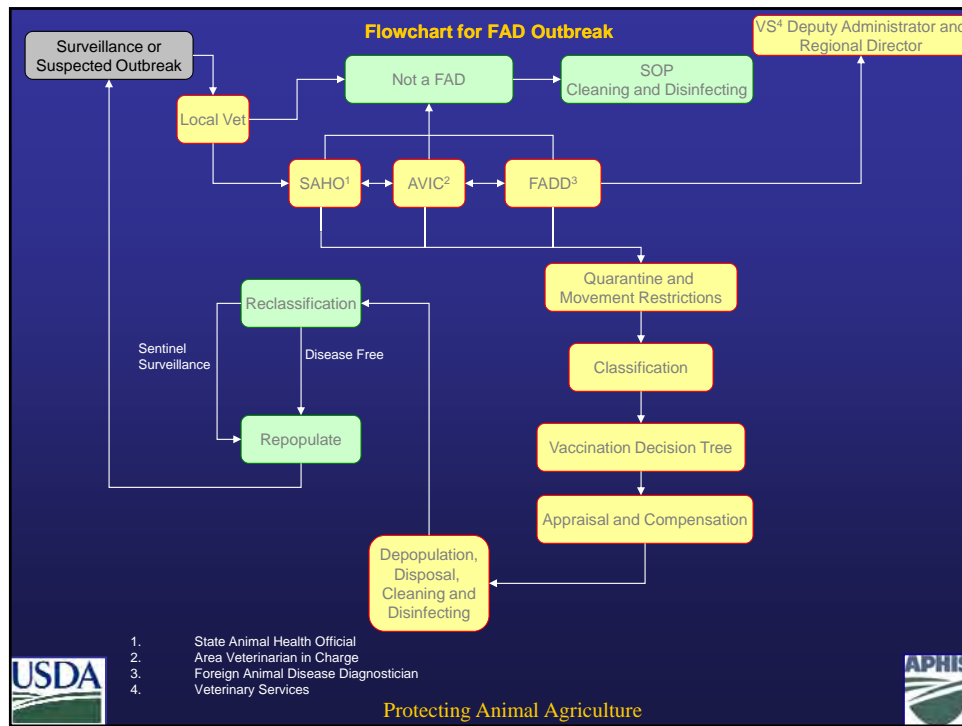 Flowchart for FAD Outbreak
Surveillance or
Suspected Outbreak
VS⁴ Deputy Administrator and
Regional Director
Not a FAD
SOP
Cleaning and Disinfecting
Local Vet
SAHO¹
AVIC²
FADD³
Quarantine and
Movement Restrictions
Reclassification
Sentinel
Surveillance
Disease Free
Classification
Repopulate
Vaccination Decision Tree
Appraisal and Compensation
Depopulation,
Disposal,
Cleaning and
Disinfecting
1. State Animal Health Official
2. Area Veterinarian in Charge
3. Foreign Animal Disease Diagnostician
4. Veterinary Services
USDA
APHIS
Protecting Animal Agriculture